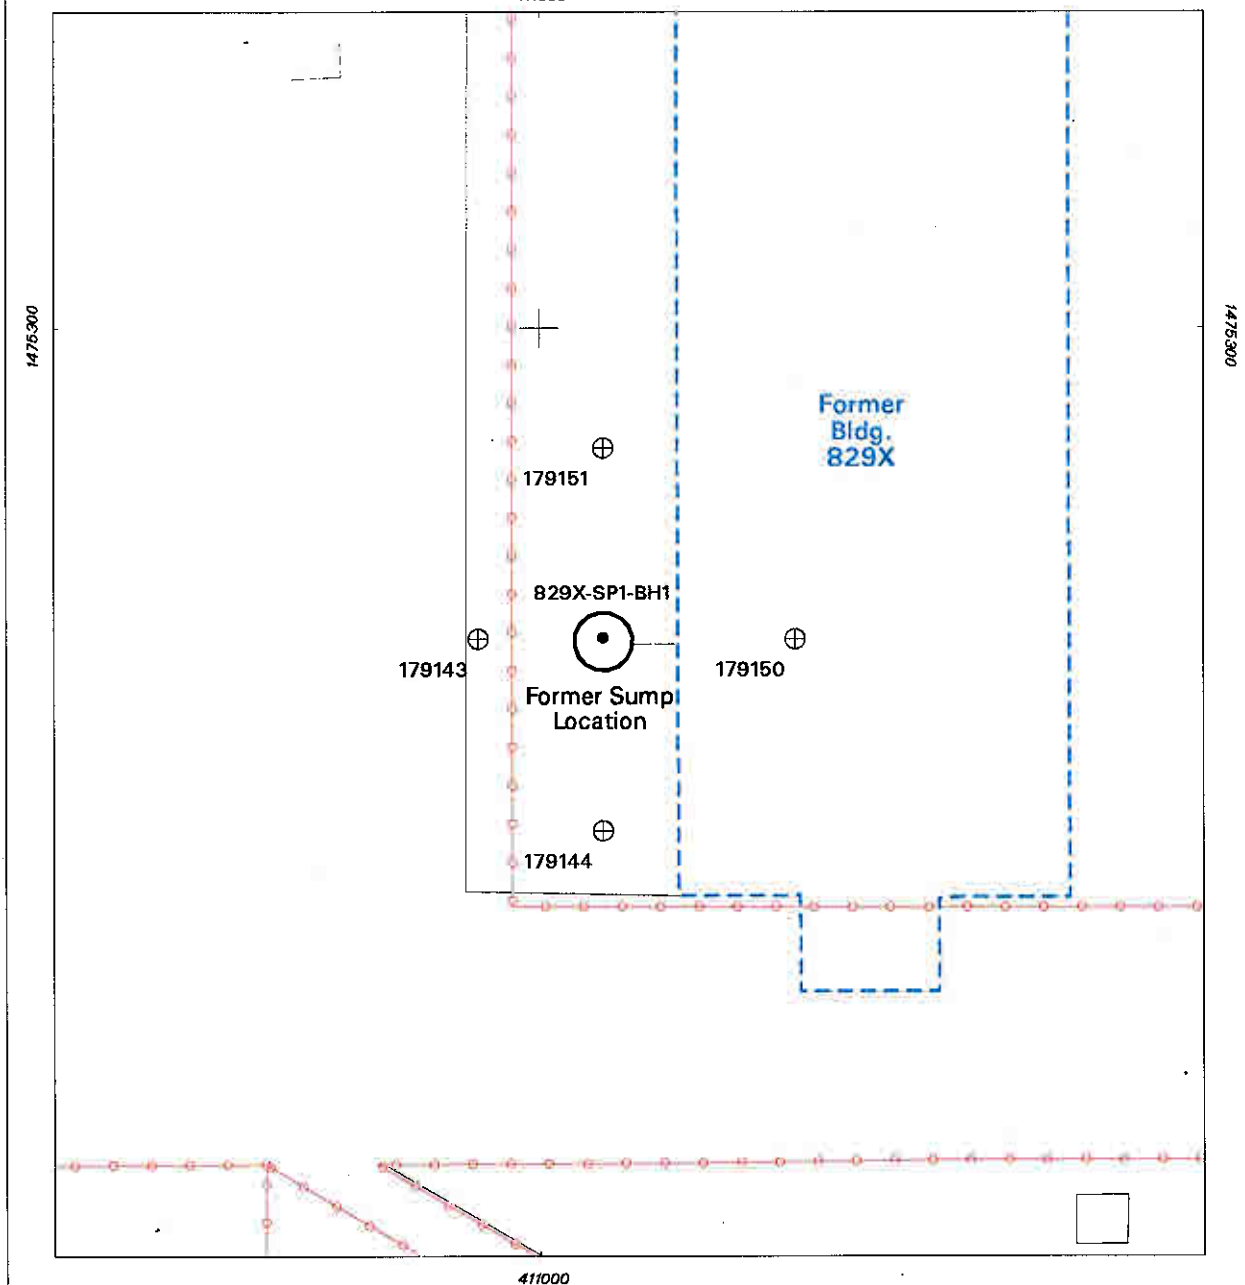 1475300
1475300
Former
Bldg.
829X
179151
829X-SP1-BH1
179143
179150
Former Sump
Location
179144
411000